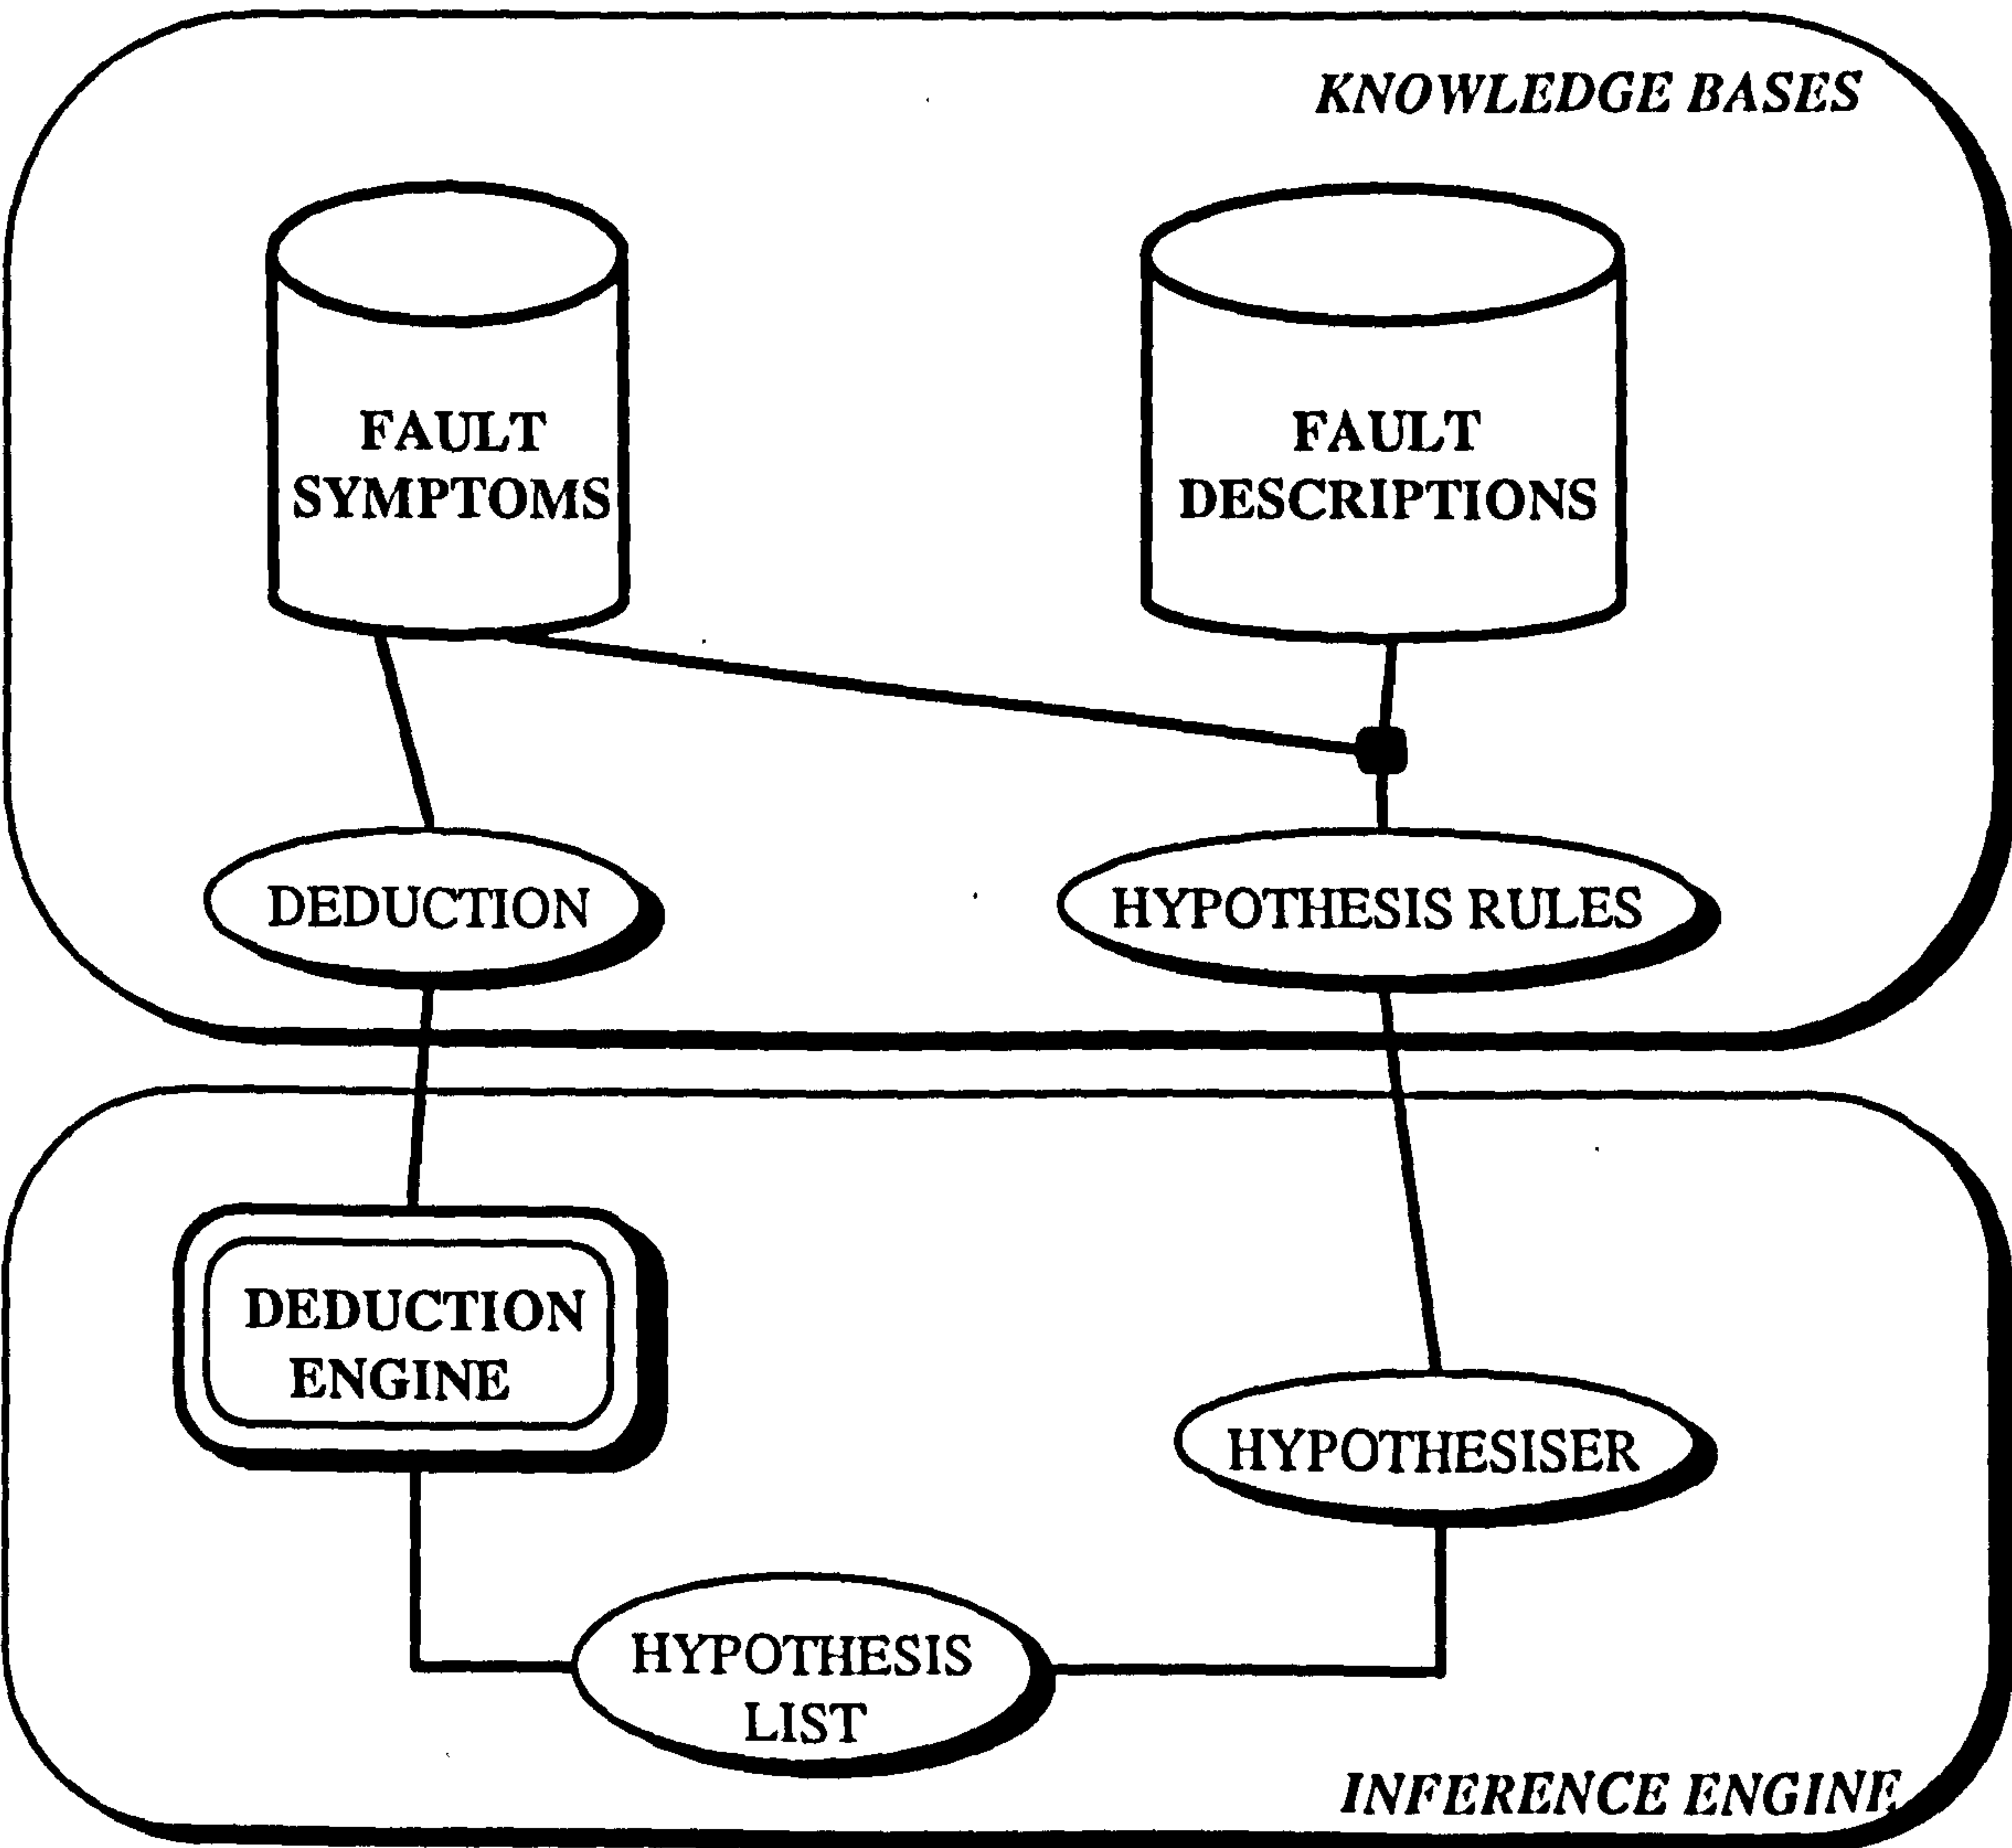 KNOWLEDGE BASES
FAULT
SYMPTOMS
FAULT
DESCRIPTIONS
DEDUCTION
HYPOTHESIS RULES
DEDUCTION
ENGINE
HYPOTHESISER
HYPOTHESIS
LIST
INFERENCE ENGINE